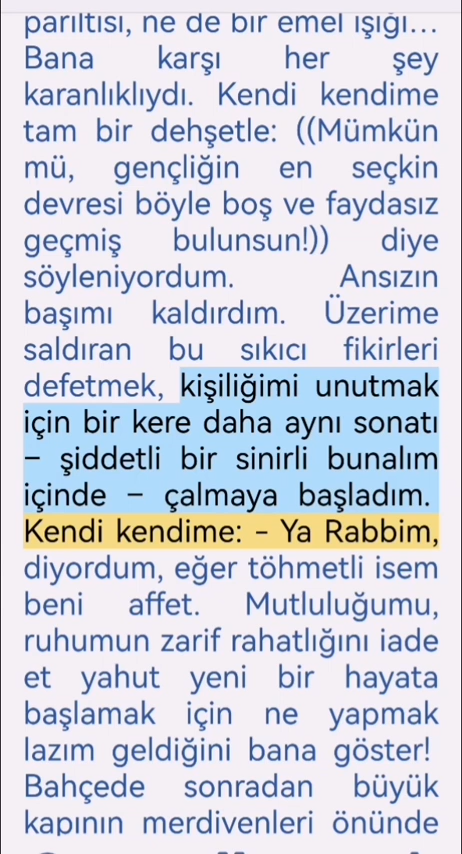 parıltısı, ne de bir emel ışığı...
Bana karşı her şey
karanlıklıydı. Kendi kendime
tam bir dehşetle: ((Mümkün
mü, gençliğin en seçkin
devresi böyle boş ve faydasız
geçmiş bulunsun!)) diye
söyleniyordum. Ansızın
başımı kaldırdım. Üzerime
saldıran bu sıkıcı fikirleri
defetmek, kişiliğimi unutmak
için bir kere daha aynı sonatı
– şiddetli bir sinirli bunalım
içinde – çalmaya başladım.
Kendi kendime: - Ya Rabbim,
diyordum, eğer töhmetli isem
beni affet. Mutluluğumu,
ruhumun zarif rahatlığını iade
et yahut yeni bir hayata
başlamak için ne yapmak
lazım geldiğini bana göster!
Bahçede sonradan büyük
kapının merdivenleri önünde